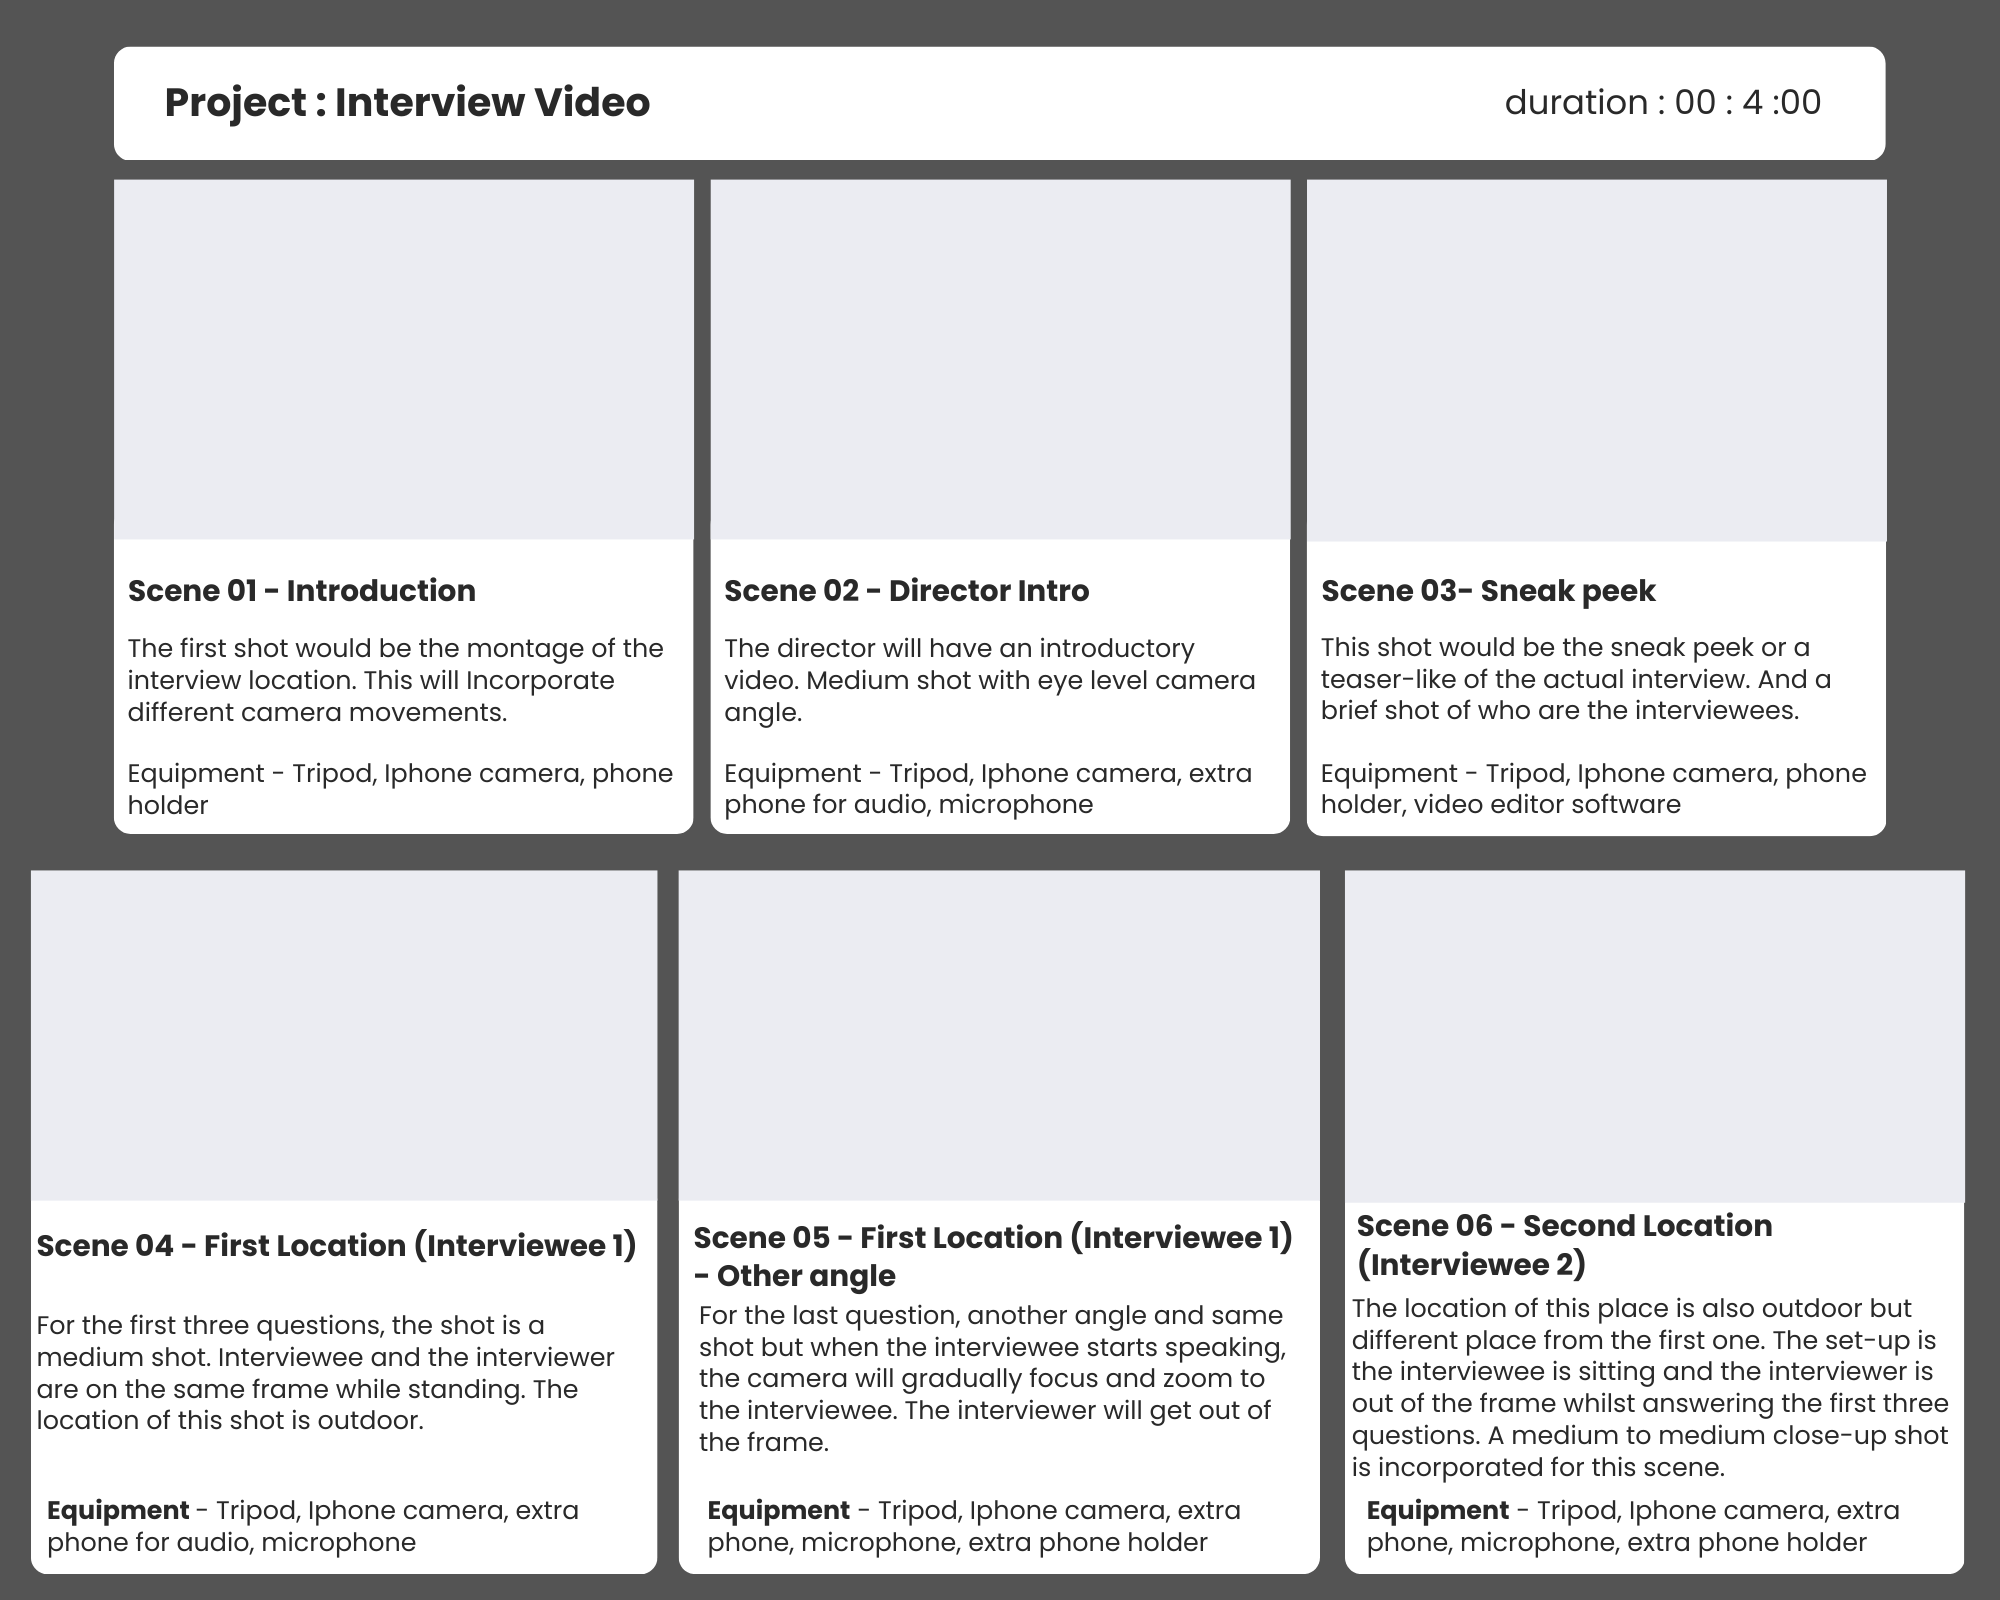 Project : Interview Video
duration : 00 : 4 :00
Scene 01 - Introduction
The first shot would be the montage of the
interview location. This will Incorporate
different camera movements.
Equipment - Tripod, Iphone camera, phone
holder
Scene 02 - Director Intro
The director will have an introductory
video. Medium shot with eye level camera
angle.
Equipment - Tripod, Iphone camera, extra
phone for audio, microphone
Scene 03- Sneak peek
This shot would be the sneak peek or a
teaser-like of the actual interview. And a
brief shot of who are the interviewees.
Equipment - Tripod, Iphone camera, phone
holder, video editor software
Scene 04 - First Location (Interviewee 1)
For the first three questions, the shot is a
medium shot. Interviewee and the interviewer
are on the same frame while standing. The
location of this shot is outdoor.
Equipment - Tripod, Iphone camera, extra
phone for audio, microphone
Scene 05 - First Location (Interviewee 1)
- Other angle
For the last question, another angle and same
shot but when the interviewee starts speaking,
the camera will gradually focus and zoom to
the interviewee. The interviewer will get out of
the frame.
Equipment - Tripod, Iphone camera, extra
phone, microphone, extra phone holder
Scene 06 - Second Location
(Interviewee 2)
The location of this place is also outdoor but
different place from the first one. The set-up is
the interviewee is sitting and the interviewer is
out of the frame whilst answering the first three
questions. A medium to medium close-up shot
is incorporated for this scene.
Equipment - Tripod, Iphone camera, extra
phone, microphone, extra phone holder